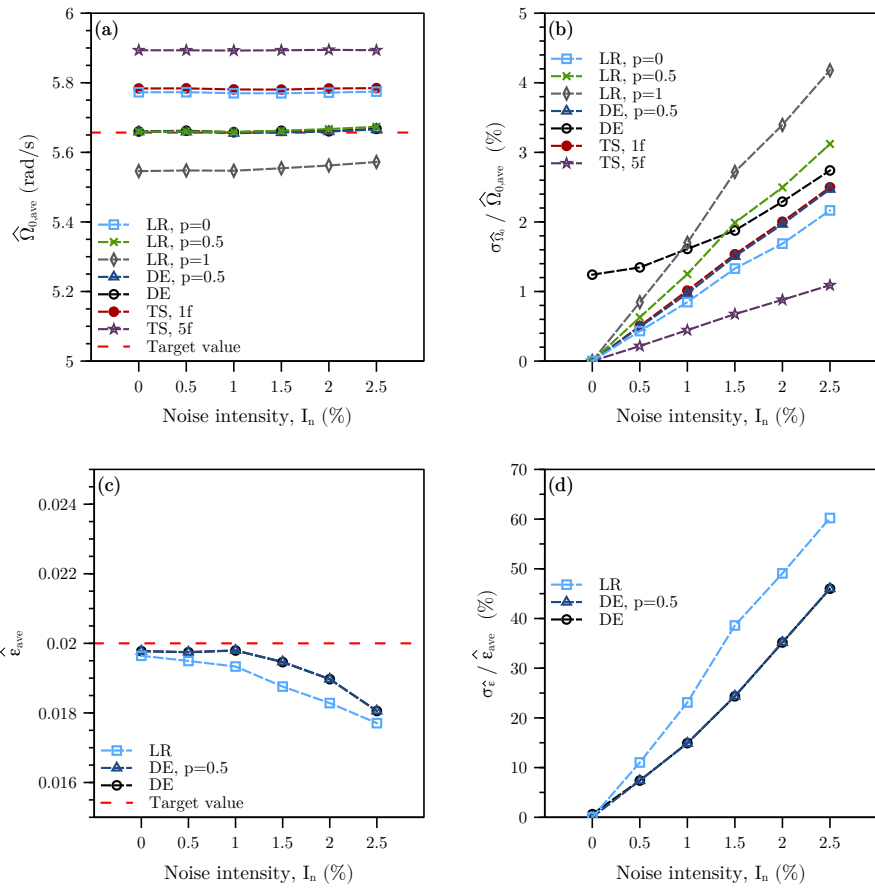 (a)
6
5.8
5.6
5.4
5.2
5
Ω̂0,ave (rad/s)
LR, p=0
LR, p=0.5
LR, p=1
DE, p=0.5
DE
TS, 1f
TS, 5f
Target value
0 0.5 1 1.5 2 2.5
Noise intensity, In (%)
(b)
5
4
3
2
1
0
σΩ̂0 / Ω̂0,ave (%)
LR, p=0
LR, p=0.5
LR, p=1
DE, p=0.5
DE
TS, 1f
TS, 5f
0 0.5 1 1.5 2 2.5
Noise intensity, In (%)
(c)
0.024
0.022
0.02
0.018
0.016
ε̂ave
LR
DE, p=0.5
DE
Target value
0 0.5 1 1.5 2 2.5
Noise intensity, In (%)
(d)
70
60
50
40
30
20
10
0
σε̂ / ε̂ave (%)
LR
DE, p=0.5
DE
0 0.5 1 1.5 2 2.5
Noise intensity, In (%)